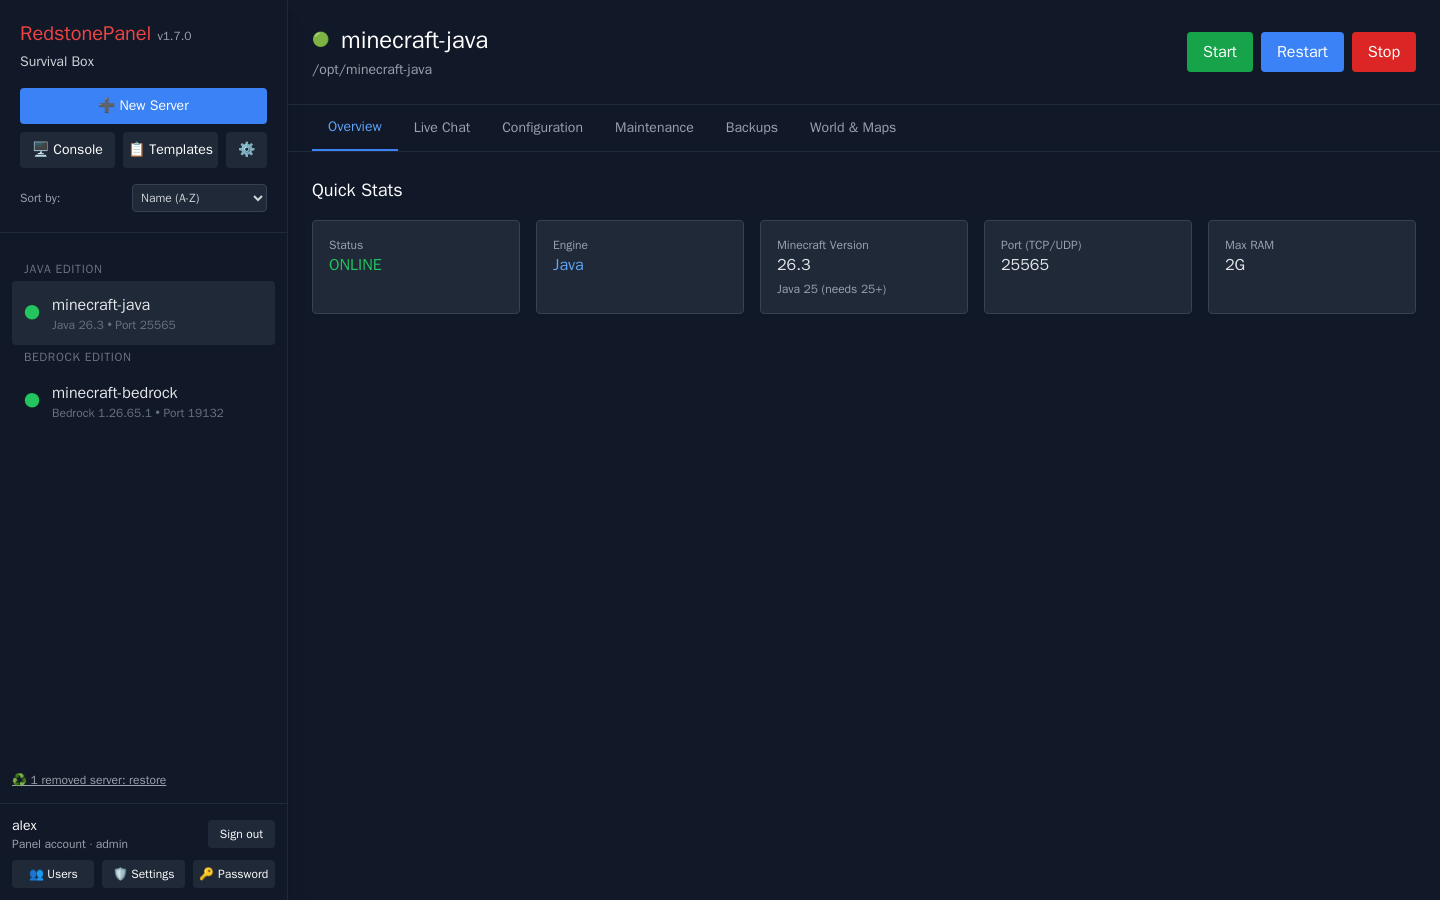 RedstonePanel v1.7.0
Survival Box
➕ New Server
🖥️ Console
📋 Templates
⚙️
Sort by:
Name (A-Z)
JAVA EDITION
minecraft-java
Java 26.3 • Port 25565
BEDROCK EDITION
minecraft-bedrock
Bedrock 1.26.65.1 • Port 19132
♻️ 1 removed server: restore
alex
Panel account · admin
Sign out
👥 Users
🛡️ Settings
🔑 Password
minecraft-java
/opt/minecraft-java
Start
Restart
Stop
Overview
Live Chat
Configuration
Maintenance
Backups
World & Maps
Quick Stats
Status
ONLINE
Engine
Java
Minecraft Version
26.3
Java 25 (needs 25+)
Port (TCP/UDP)
25565
Max RAM
2G